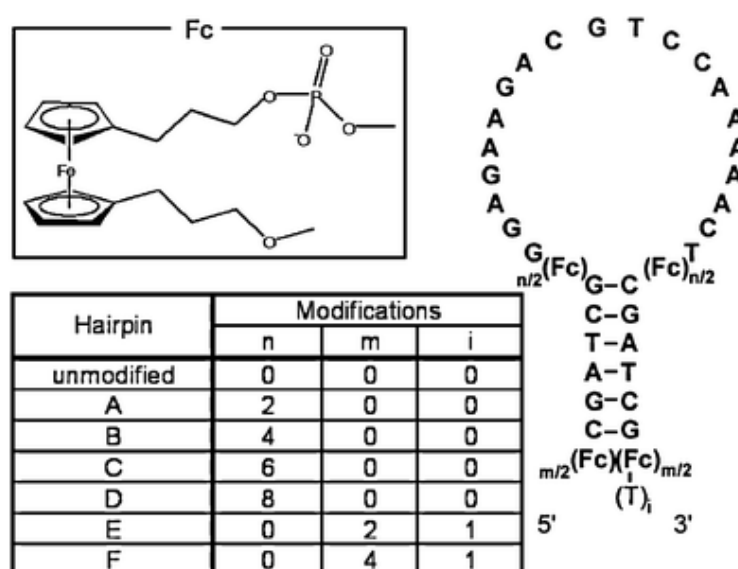 Fc
O
O
P
-O
O
Fe
O
Hairpin
Modifications
n m i
unmodified 0 0 0
A 2 0 0
B 4 0 0
C 6 0 0
D 8 0 0
E 0 2 1
F 0 4 1
GGAGAAGACGTCCAAAAACT
n/2(Fc) (Fc)n/2
G–C
C–G
T–A
A–T
G–C
C–G
m/2(Fc)(Fc)m/2
(T)i
5' 3'